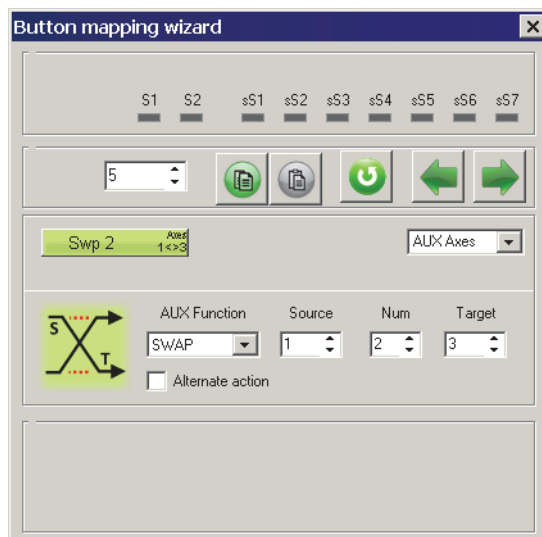 Button mapping wizard
S1 S2 sS1 sS2 sS3 sS4 sS5 sS6 sS7
5
Swp 2 Axes 1<>3
AUX Axes
AUX Function Source Num Target
S T
SWAP 1 2 3
Alternate action